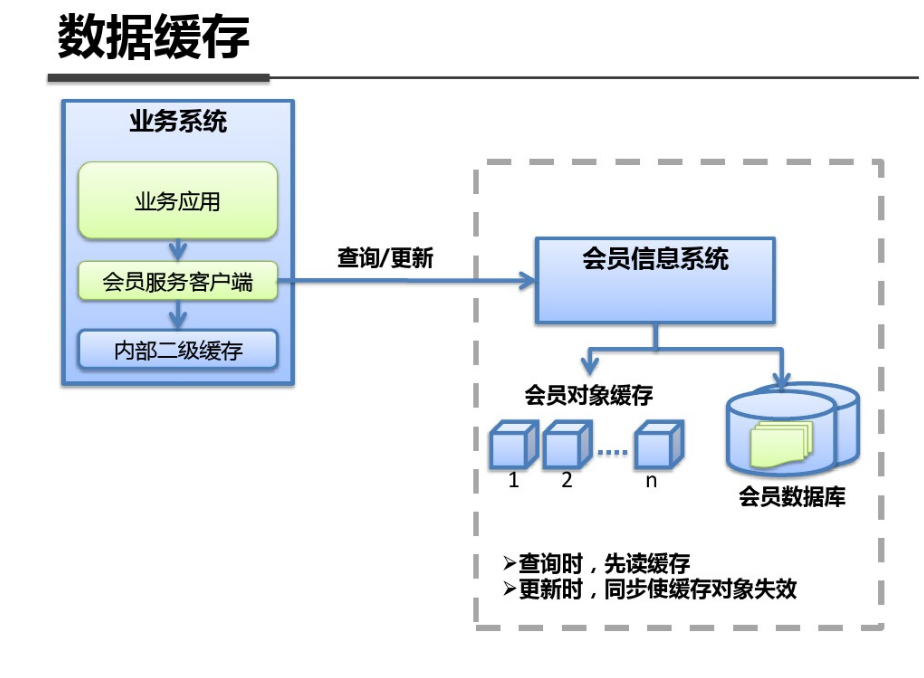 数据缓存
业务系统
业务应用
会员服务客户端
内部二级缓存
查询/更新
会员信息系统
会员对象缓存
1 2 .... n
会员数据库
➢查询时，先读缓存
➢更新时，同步使缓存对象失效